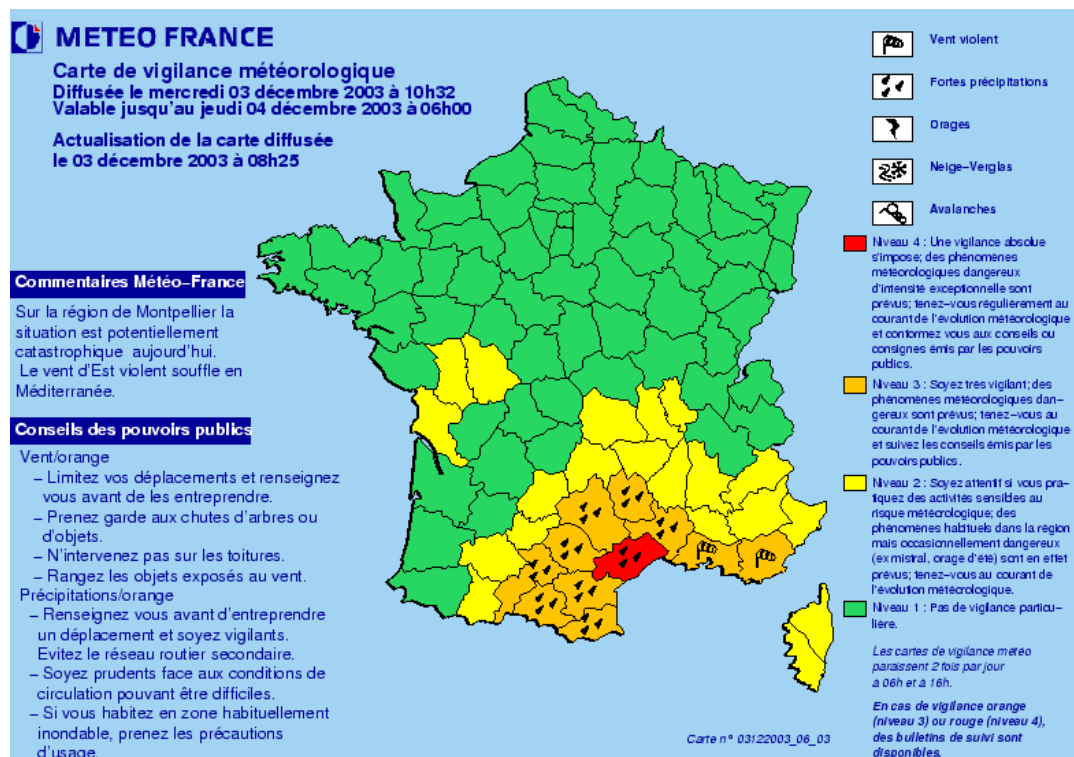 METEO FRANCE
Carte de vigilance météorologique
Diffusée le mercredi 03 décembre 2003 à 10h32
Valable jusqu'au jeudi 04 décembre 2003 à 06h00
Actualisation de la carte diffusée
le 03 décembre 2003 à 08h25
Commentaires Météo–France
Sur la région de Montpellier la
situation est potentiellement
catastrophique aujourd'hui.
Le vent d'Est violent souffle en
Méditerranée.
Conseils des pouvoirs publics
Vent/orange
– Limitez vos déplacements et renseignez
vous avant de les entreprendre.
– Prenez garde aux chutes d'arbres ou
d'objets.
– N'intervenez pas sur les toitures.
– Rangez les objets exposés au vent.
Précipitations/orange
– Renseignez vous avant d'entreprendre
un déplacement et soyez vigilants.
Evitez le réseau routier secondaire.
– Soyez prudents face aux conditions de
circulation pouvant être difficiles.
– Si vous habitez en zone habituellement
inondable, prenez les précautions
d'usage.
Vent violent
Fortes précipitations
Orages
Neige–Verglas
Avalanches
Niveau 4 : Une vigilance absolue
s'impose; des phénomènes
météorologiques dangereux
d'intensité exceptionnelle sont
prévus; tenez–vous régulièrement au
courant de l'évolution météorologique
et conformez vous aux conseils ou
consignes émis par les pouvoirs
publics.
Niveau 3 : Soyez très vigilant; des
phénomènes météorologiques dan–
gereux sont prévus; tenez–vous au
courant de l'évolution météorologique
et suivez les conseils émis par les
pouvoirs publics.
Niveau 2 : Soyez attentif si vous pra–
tiquez des activités sensibles au
risque météorologique; des
phénomènes habituels dans la région
mais occasionnellement dangereux
(ex mistral, orage d'été) sont en effet
prévus; tenez–vous au courant de
l'évolution météorologique.
Niveau 1 : Pas de vigilance particu–
lière.
Les cartes de vigilance météo
paraissent 2 fois par jour
à 06h et à 16h.
En cas de vigilance orange
(niveau 3) ou rouge (niveau 4),
des bulletins de suivi sont
disponibles.
Carte n° 03122003_06_03